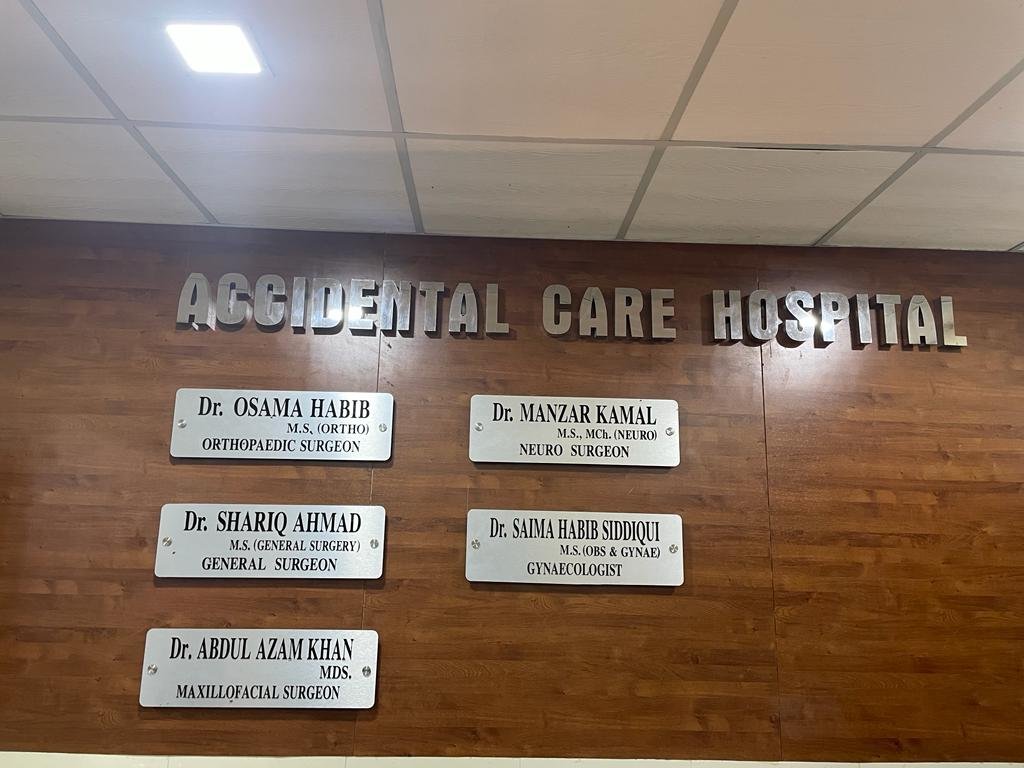 ACCIDENTAL CARE HOSPITAL
Dr. OSAMA HABIB
M.S. (ORTHO)
ORTHOPAEDIC SURGEON
Dr. MANZAR KAMAL
M.S., MCh. (NEURO)
NEURO SURGEON
Dr. SHARIQ AHMAD
M.S. (GENERAL SURGERY)
GENERAL SURGEON
Dr. SAIMA HABIB SIDDIQUI
M.S. (OBS & GYNAE)
GYNAECOLOGIST
Dr. ABDUL AZAM KHAN
MDS.
MAXILLOFACIAL SURGEON